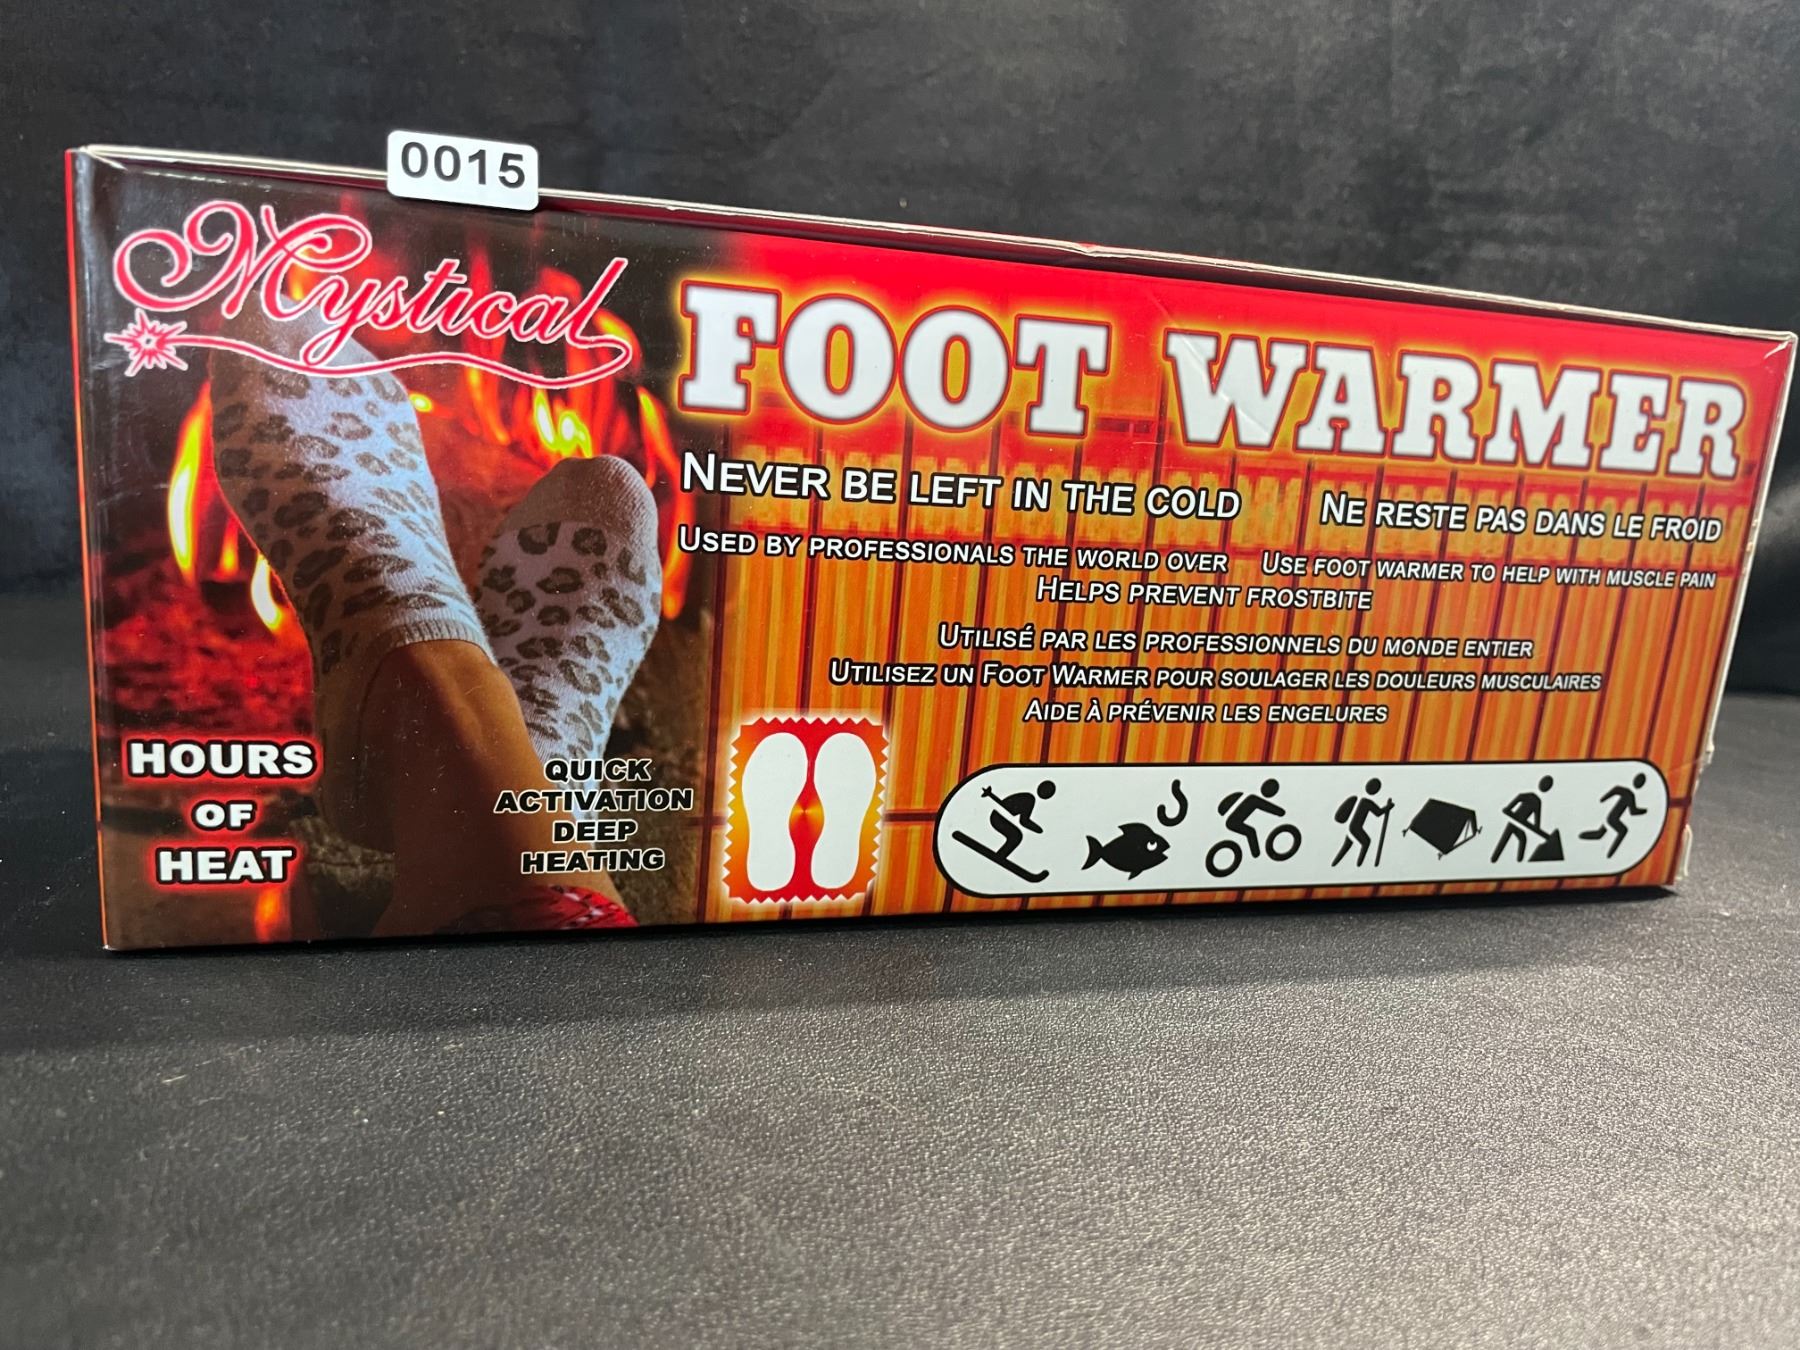 0015
Mystical
FOOT WARMER
NEVER BE LEFT IN THE COLD
NE RESTE PAS DANS LE FROID
USED BY PROFESSIONALS THE WORLD OVER
USE FOOT WARMER TO HELP WITH MUSCLE PAIN
HELPS PREVENT FROSTBITE
UTILISÉ PAR LES PROFESSIONNELS DU MONDE ENTIER
UTILISEZ UN FOOT WARMER POUR SOULAGER LES DOULEURS MUSCULAIRES
AIDE À PRÉVENIR LES ENGELURES
HOURS
OF
HEAT
QUICK
ACTIVATION
DEEP
HEATING